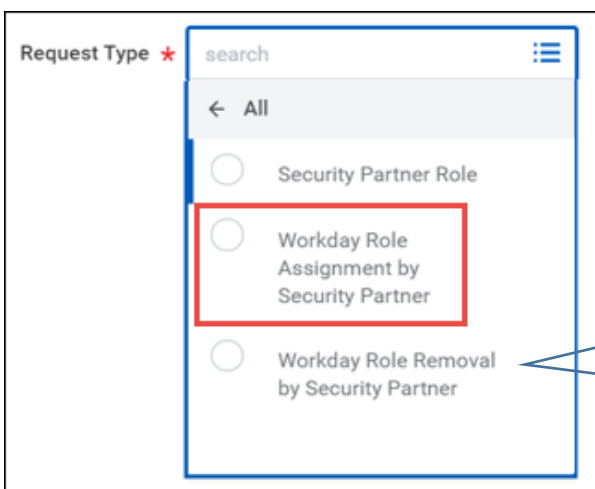 Request Type * search
← All
Security Partner Role
Workday Role
Assignment by
Security Partner
Workday Role Removal
by Security Partner